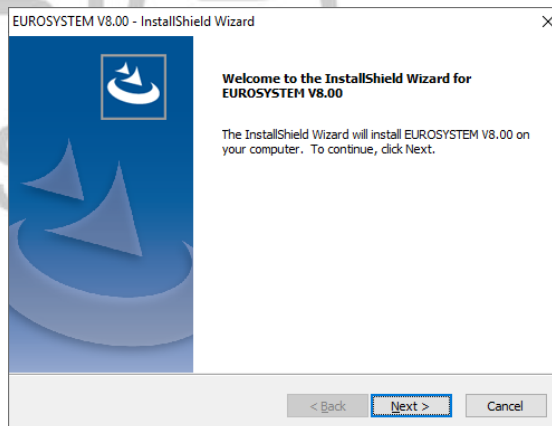 EUROSYSTEM V8.00 - InstallShield Wizard
Welcome to the InstallShield Wizard for
EUROSYSTEM V8.00
The InstallShield Wizard will install EUROSYSTEM V8.00 on
your computer. To continue, click Next.
< Back
Next >
Cancel